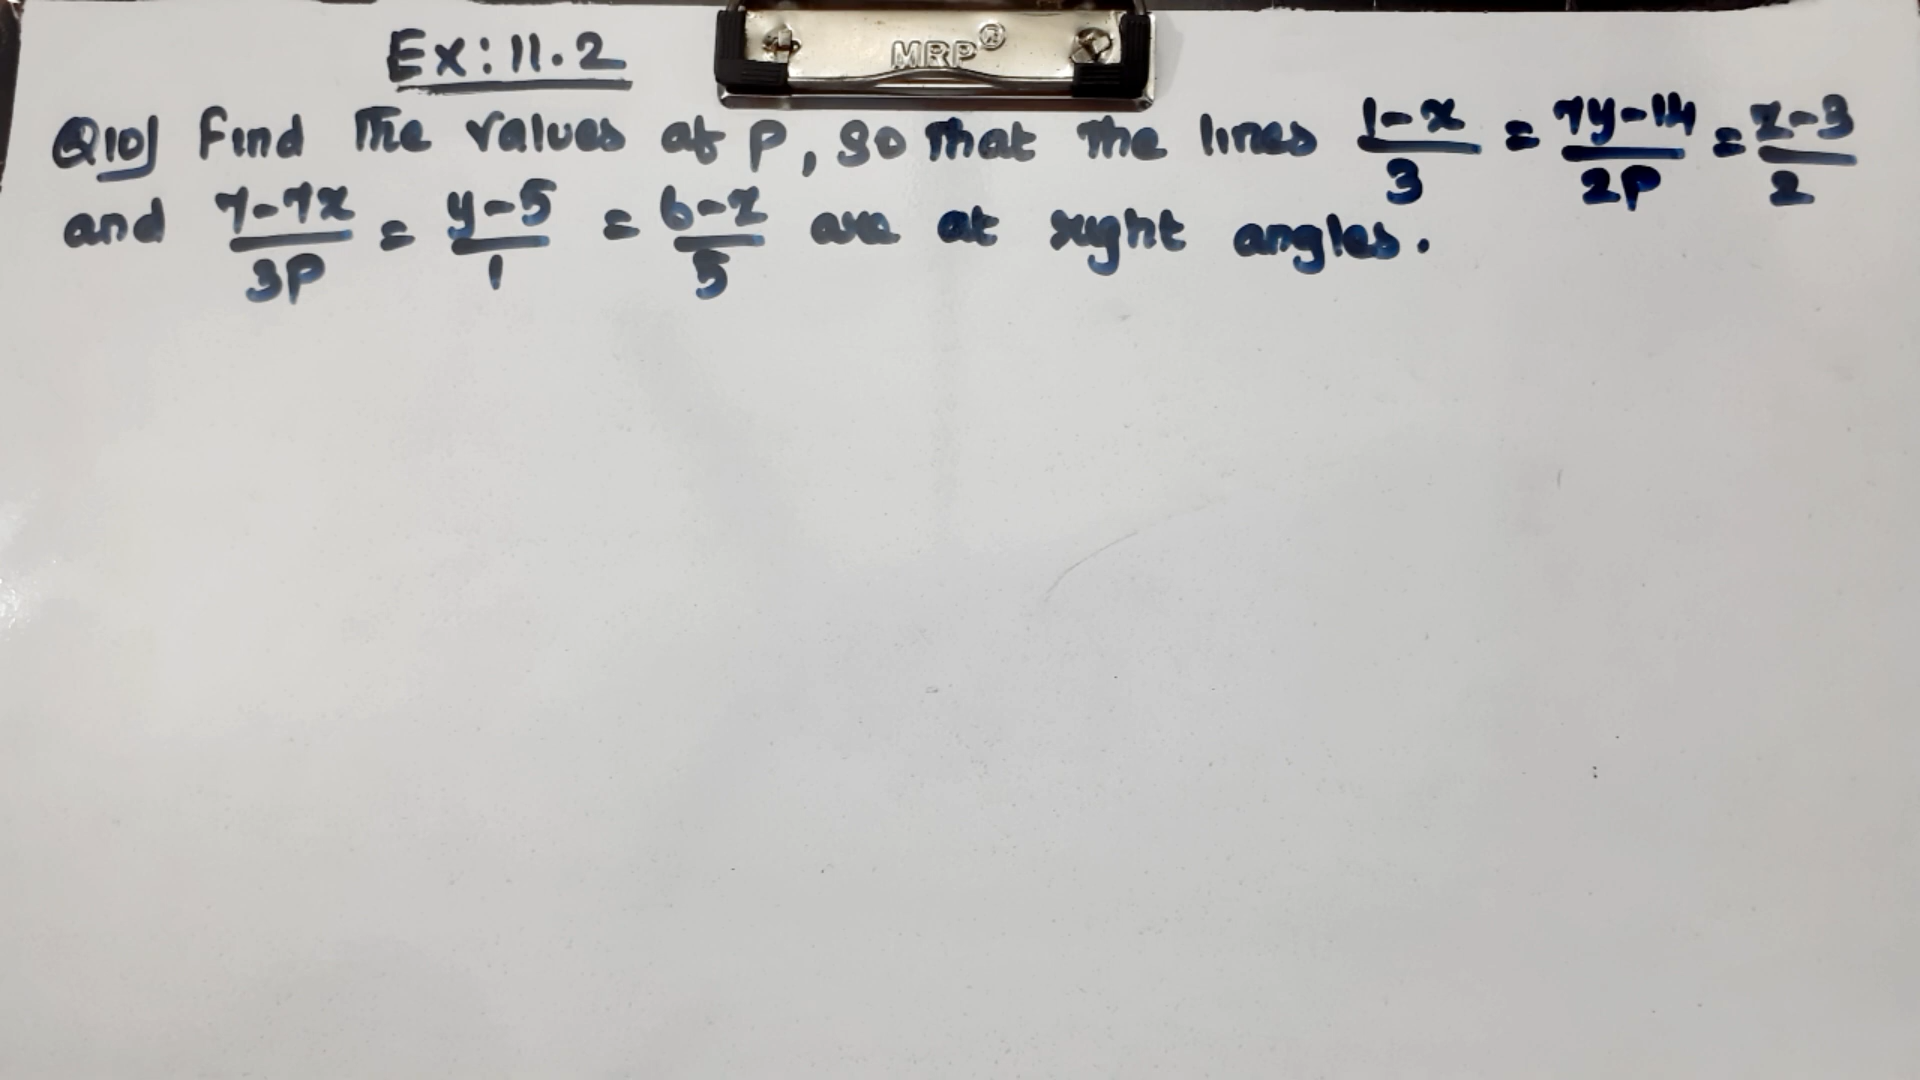 MRP®
Ex: 11.2
Q10) Find The values of P, so that the lines 1-x/3 = 7y-14/2P = z-3/2
and 7-7x/3P = y-5/1 = 6-z/5 are at right angles.